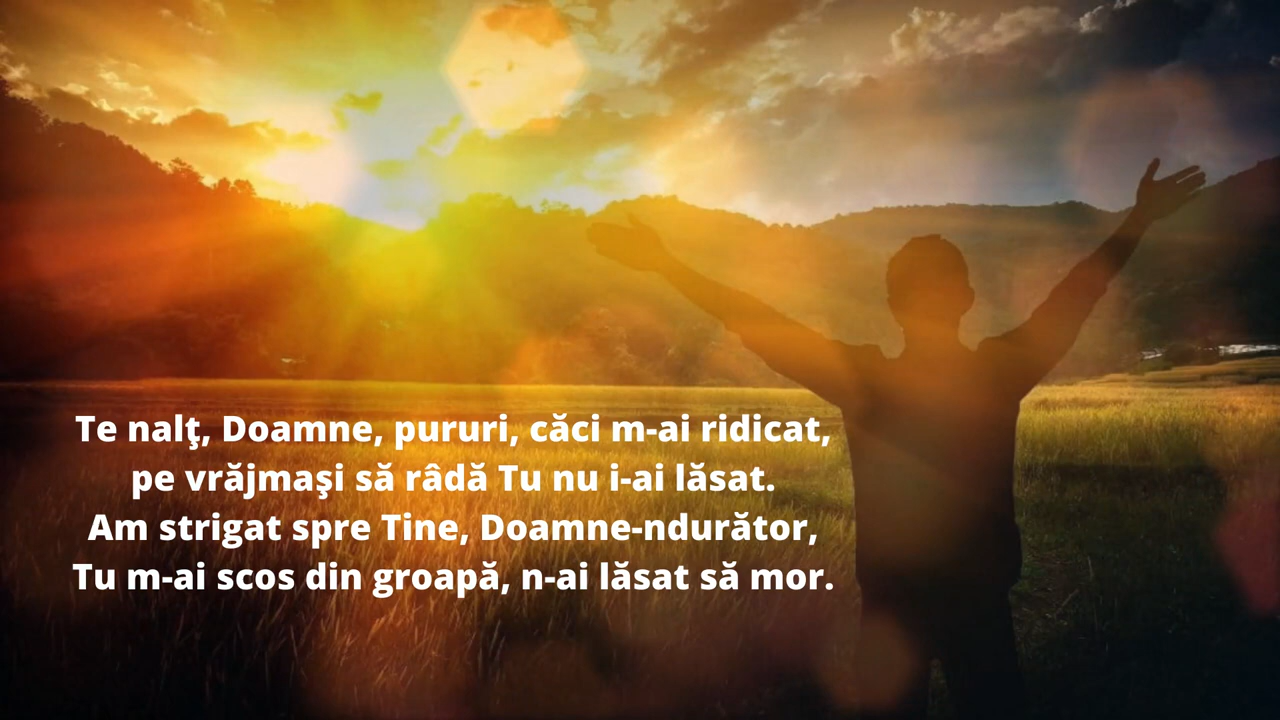 Te nalţ, Doamne, pururi, căci m-ai ridicat,
pe vrăjmaşi să râdă Tu nu i-ai lăsat.
Am strigat spre Tine, Doamne-ndurător,
Tu m-ai scos din groapă, n-ai lăsat să mor.